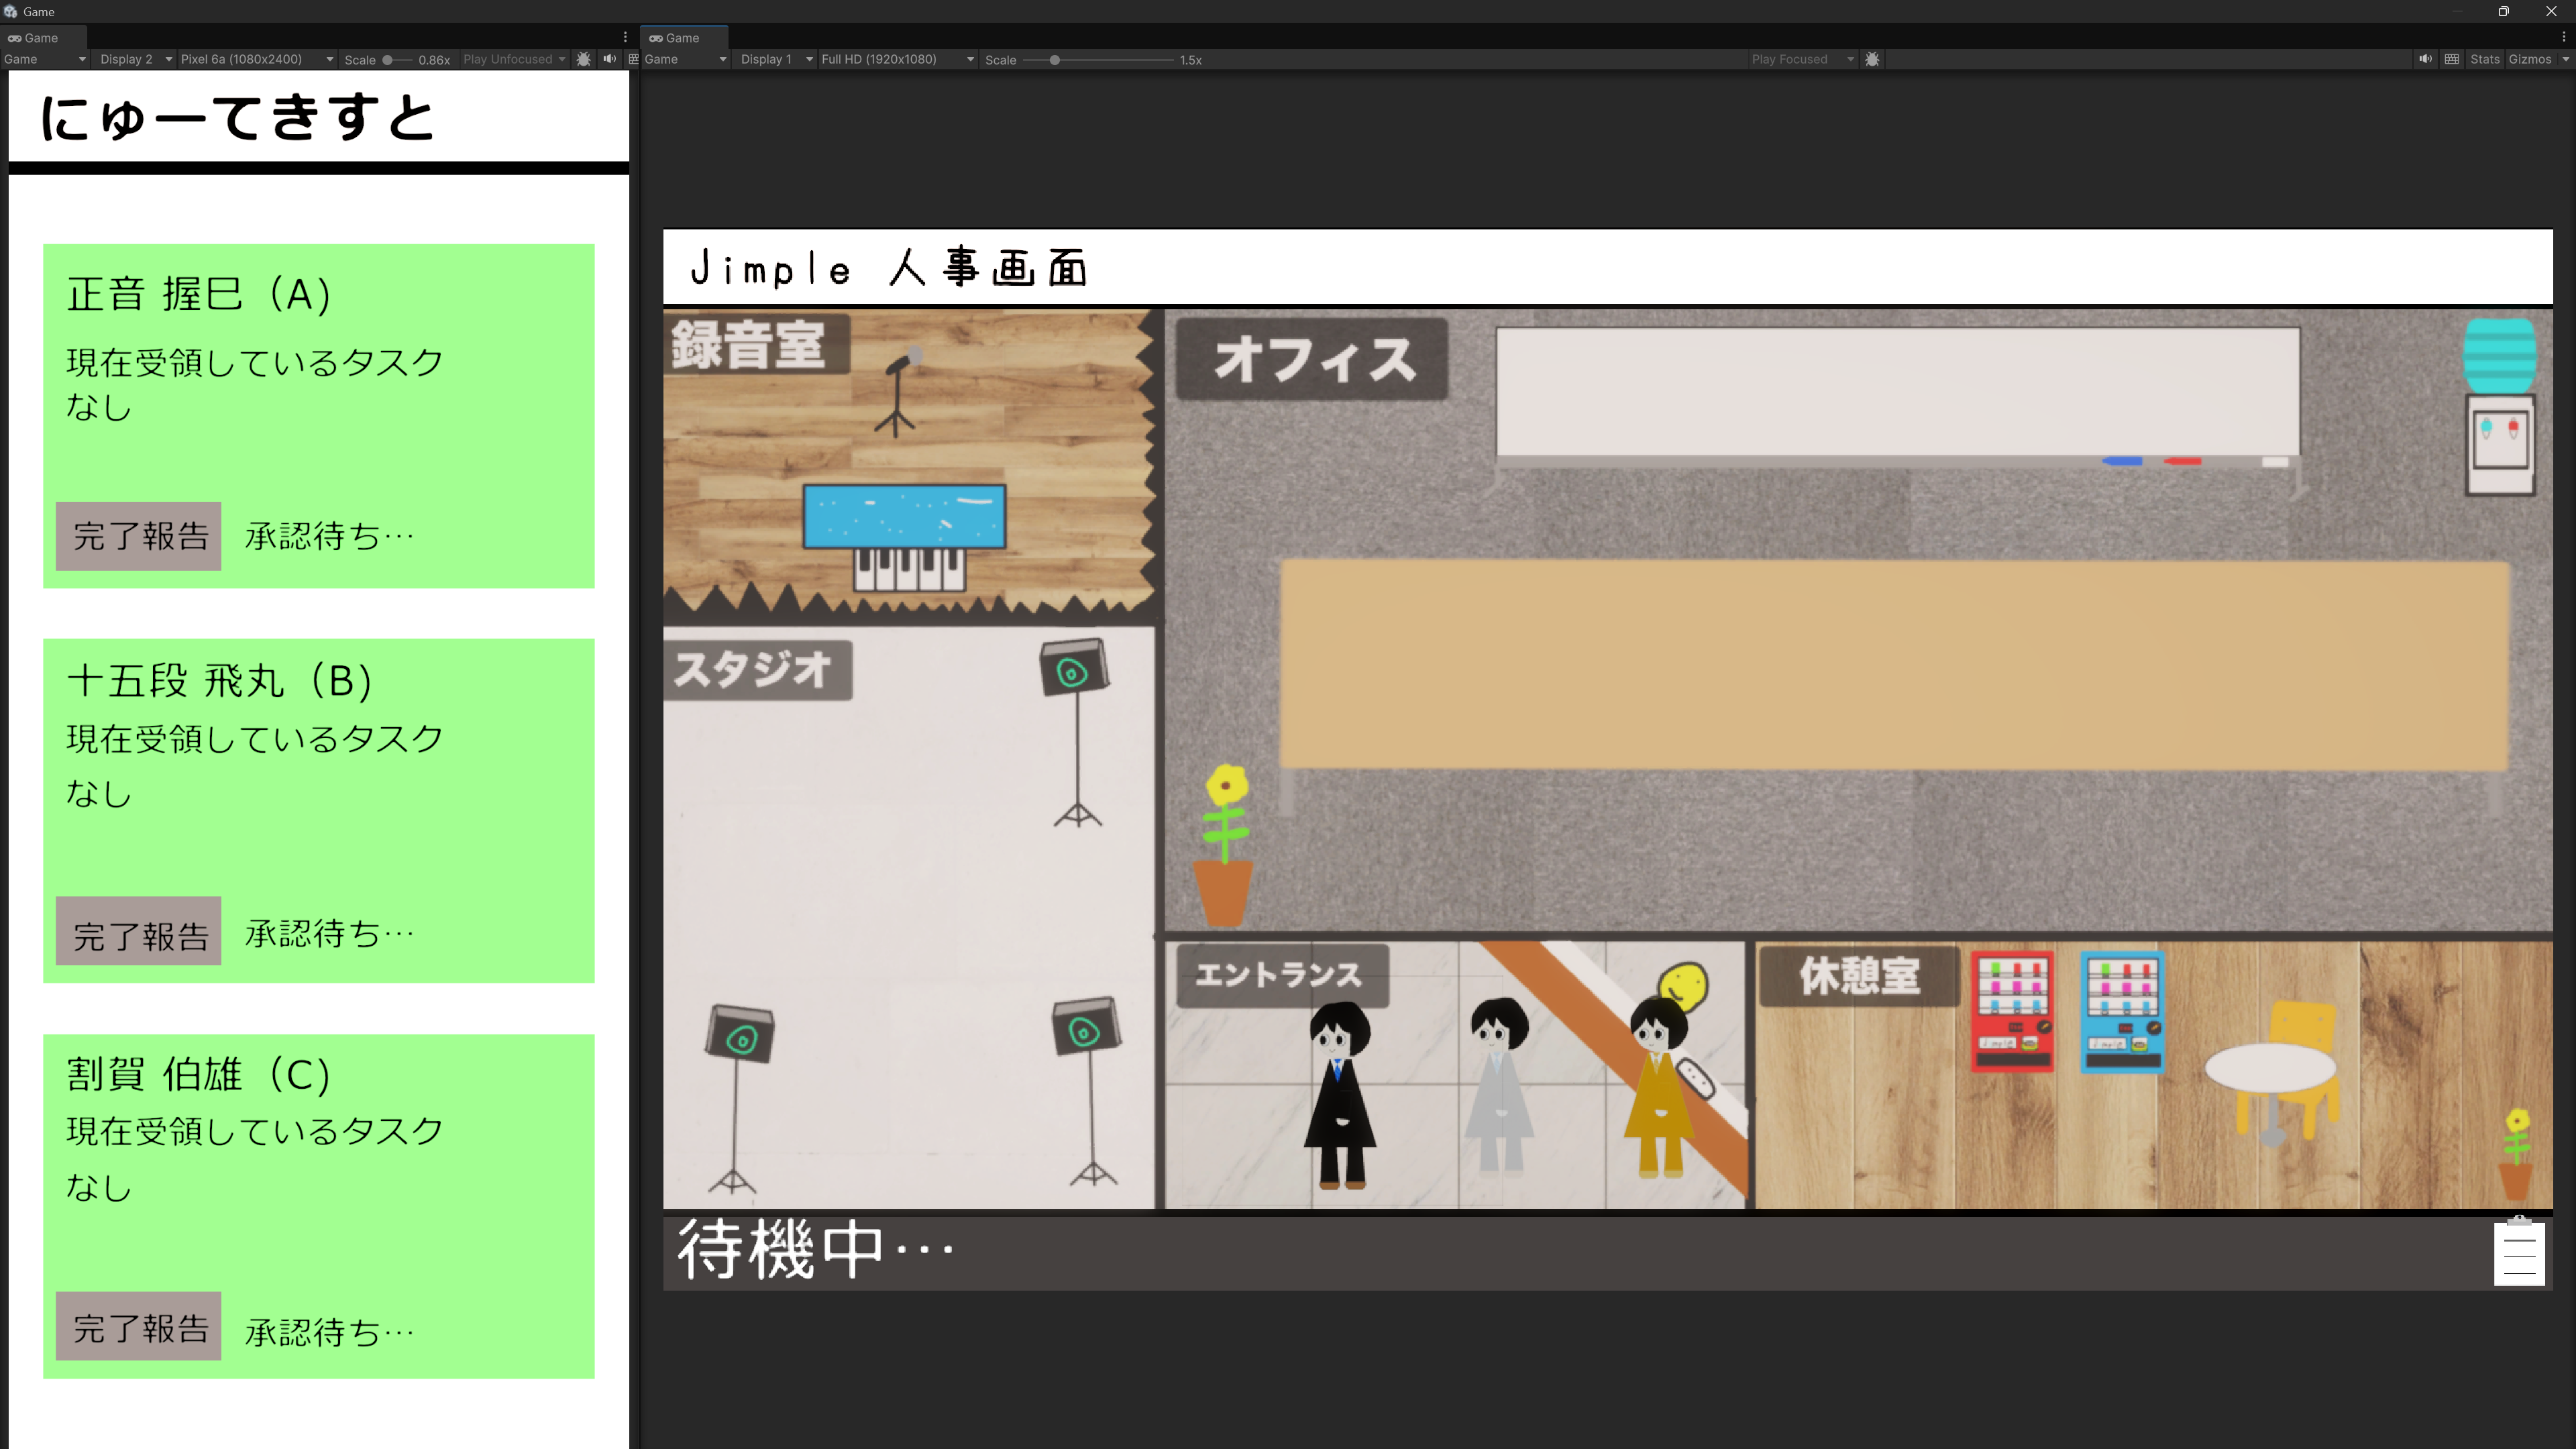 Game
Game
Game
Display 2
Pixel 6a (1080x2400)
Scale
0.86x
Play Unfocused
にゅーてきすと
正音 握巳（A)
現在受領しているタスク
なし
完了報告
承認待ち…
十五段 飛丸（B)
現在受領しているタスク
なし
完了報告
承認待ち…
割賀 伯雄（C)
現在受領しているタスク
なし
完了報告
承認待ち…
Game
Game
Display 1
Full HD (1920x1080)
Scale
1.5x
Play Focused
Stats
Gizmos
Jimple 人事画面
録音室
オフィス
スタジオ
エントランス
休憩室
Jimple
Jimple
待機中…